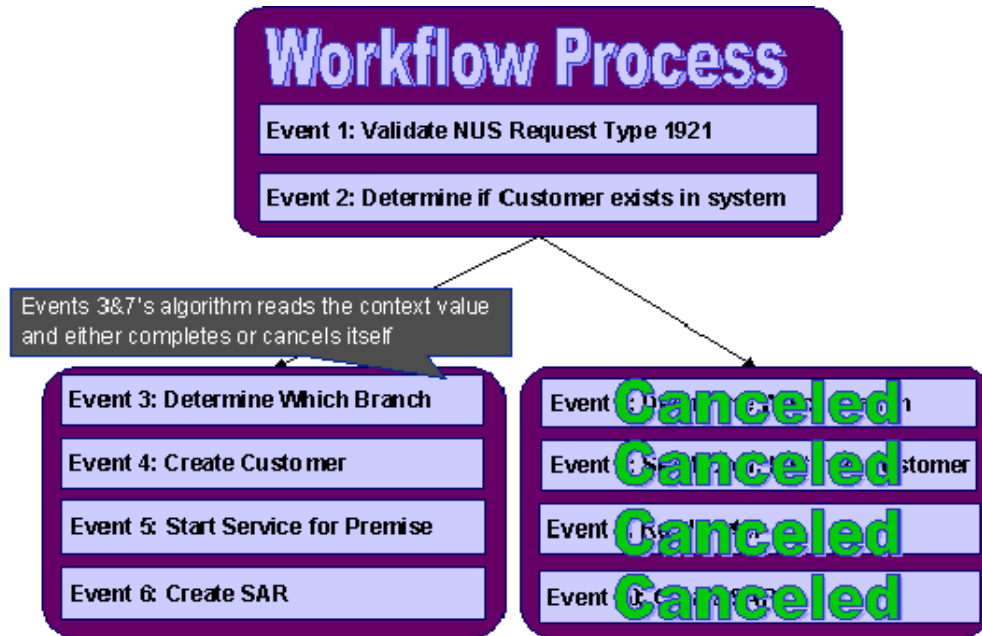 Workflow Process
Event 1: Validate NUS Request Type 1921
Event 2: Determine if Customer exists in system
Events 3&7's algorithm reads the context value
and either completes or cancels itself
Event 3: Determine Which Branch
Event 4: Create Customer
Event 5: Start Service for Premise
Event 6: Create SAR
Event
Canceled
Event
Canceled
Event
Canceled
Event
Canceled